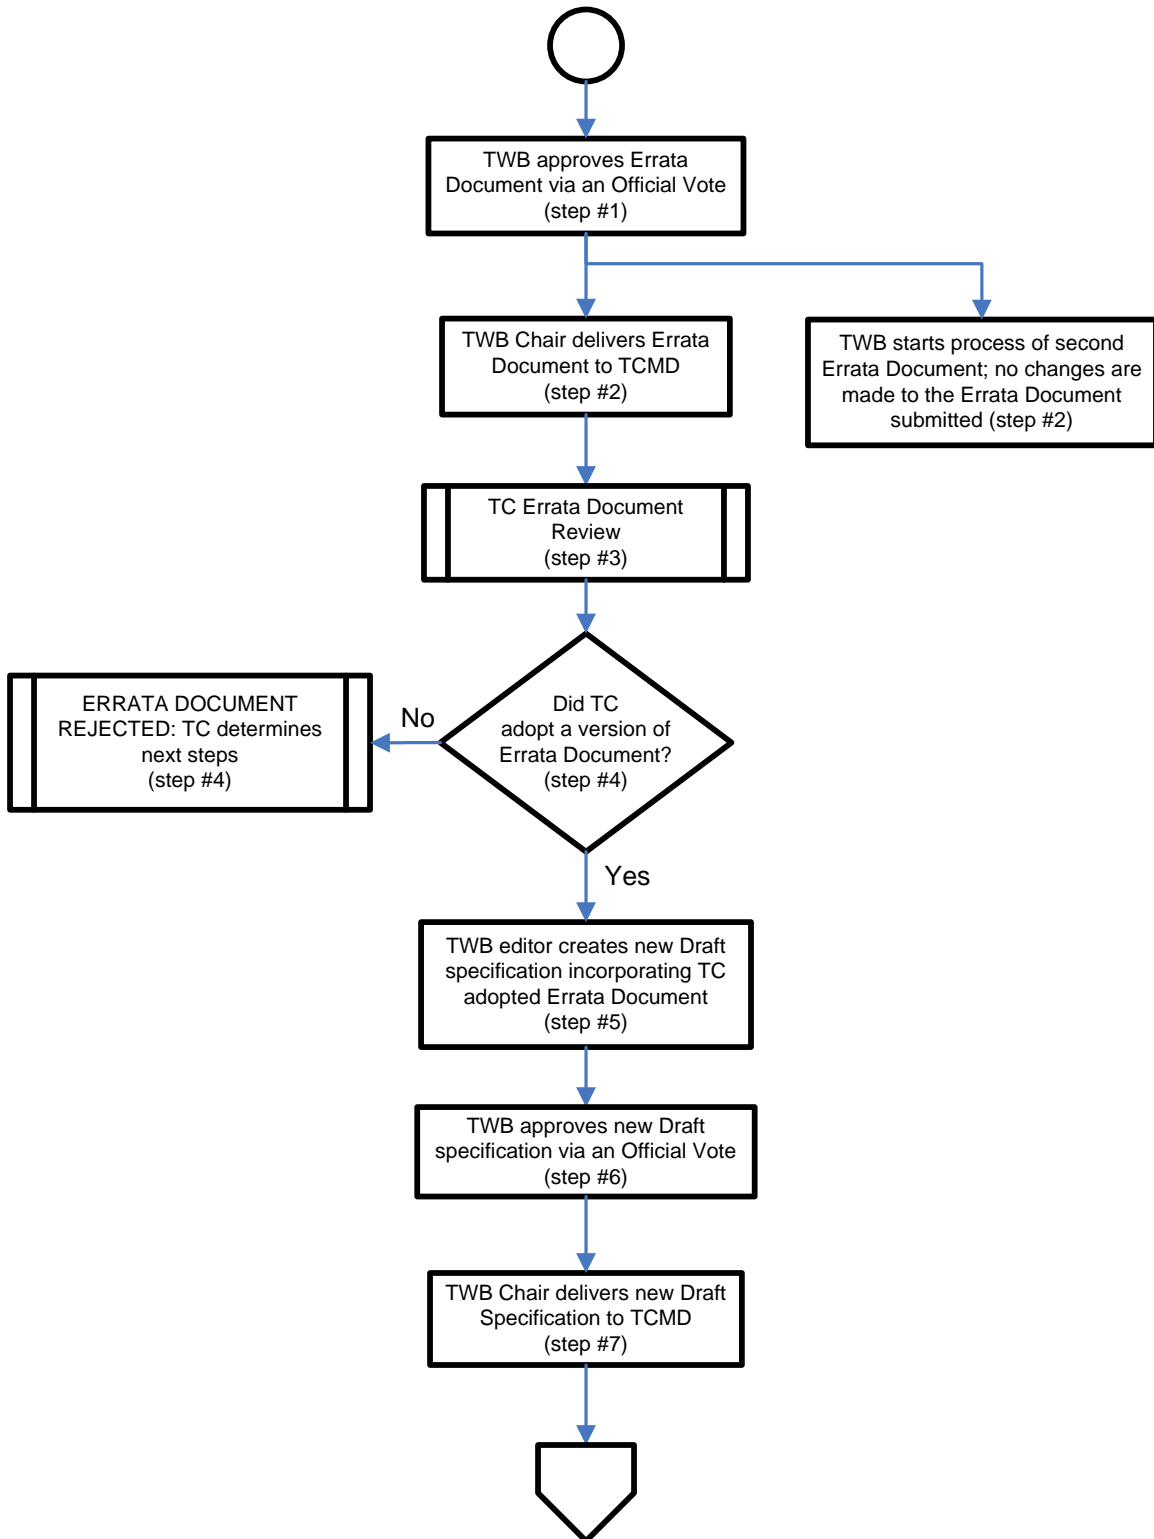 TWB approves Errata
Document via an Official Vote
(step #1)
TWB Chair delivers Errata
Document to TCMD
(step #2)
TWB starts process of second
Errata Document; no changes are
made to the Errata Document
submitted (step #2)
TC Errata Document
Review
(step #3)
ERRATA DOCUMENT
REJECTED: TC determines
next steps
(step #4)
No
Did TC
adopt a version of
Errata Document?
(step #4)
Yes
TWB editor creates new Draft
specification incorporating TC
adopted Errata Document
(step #5)
TWB approves new Draft
specification via an Official Vote
(step #6)
TWB Chair delivers new Draft
Specification to TCMD
(step #7)